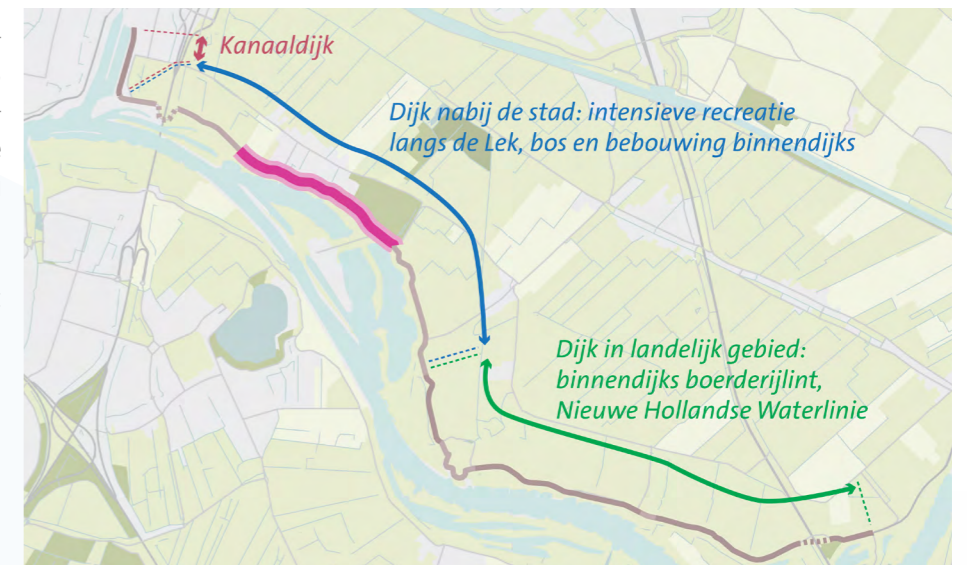 Kanaaldijk
Dijk nabij de stad: intensieve recreatie
langs de Lek, bos en bebouwing binnendijks
Dijk in landelijk gebied:
binnendijks boerderijlint,
Nieuwe Hollandse Waterlinie